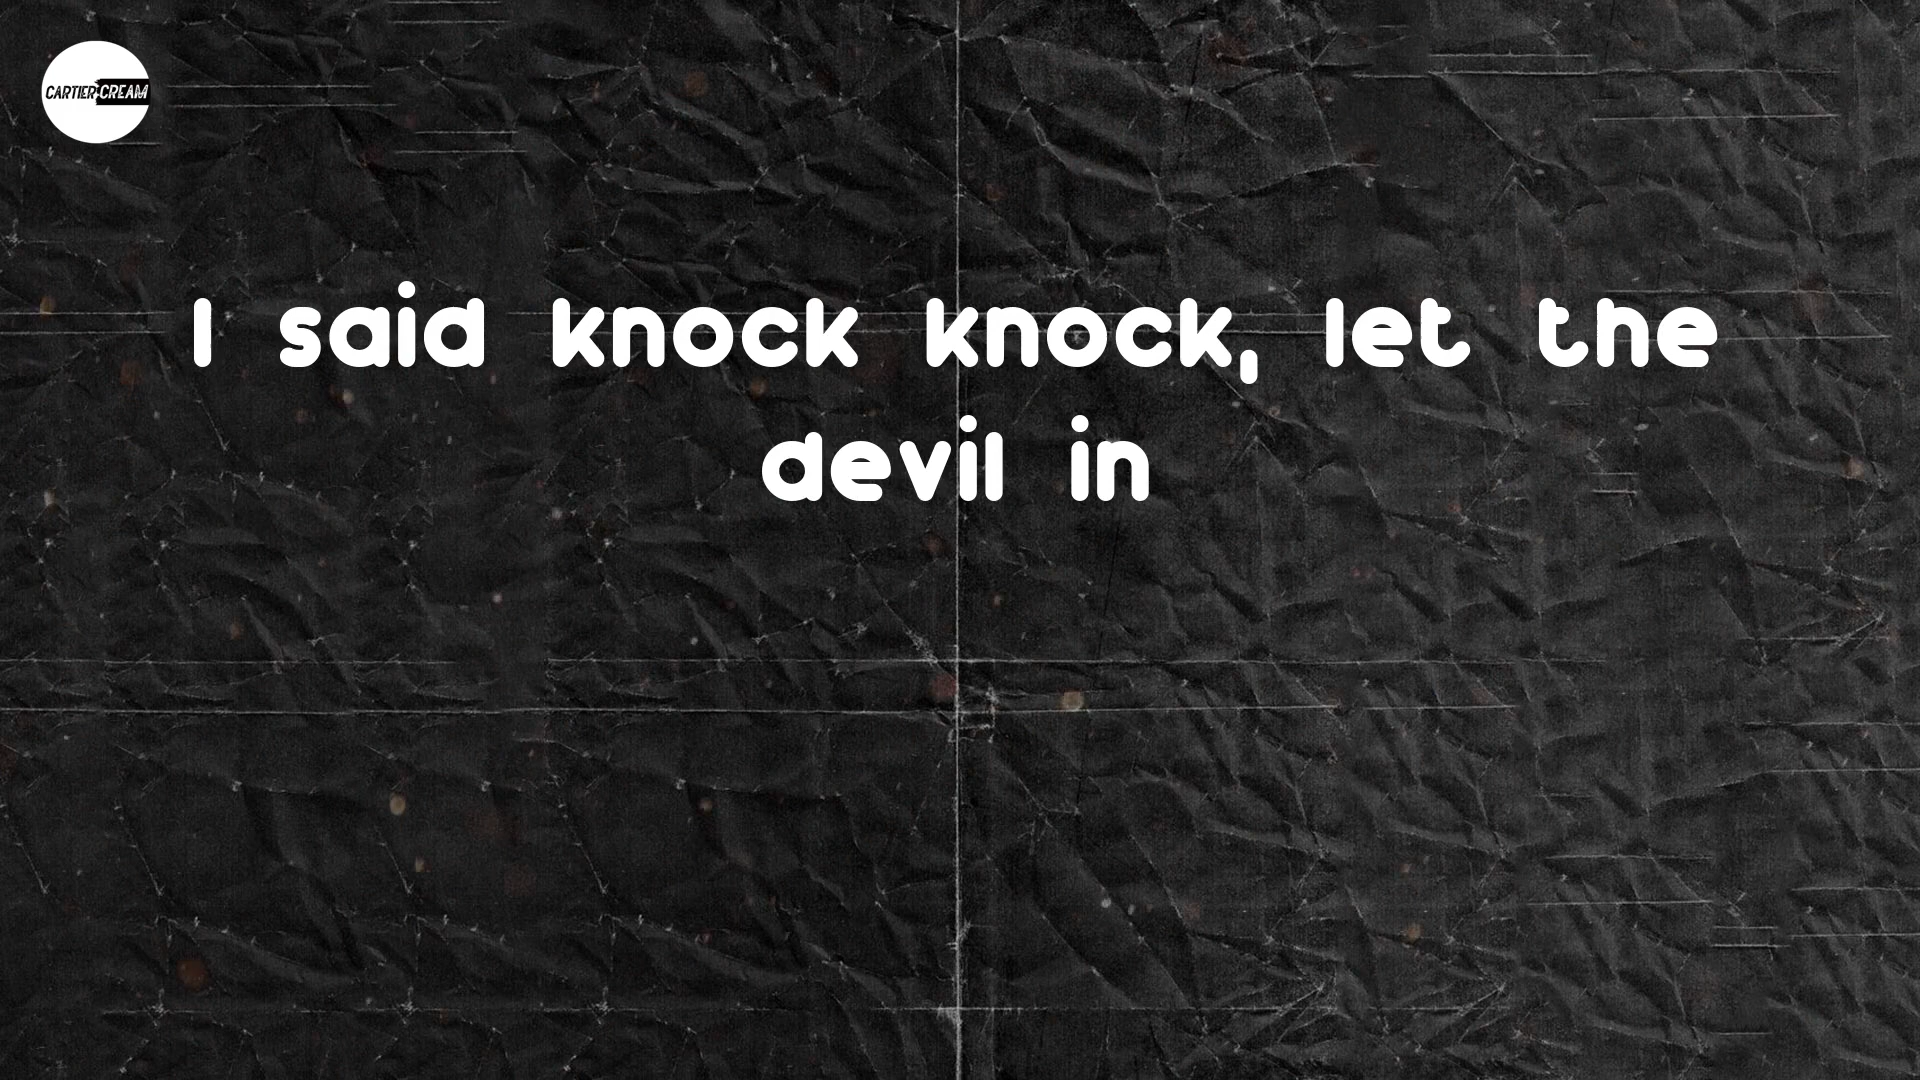 CARTIER CREAM
I said knock knock, let the
devil in